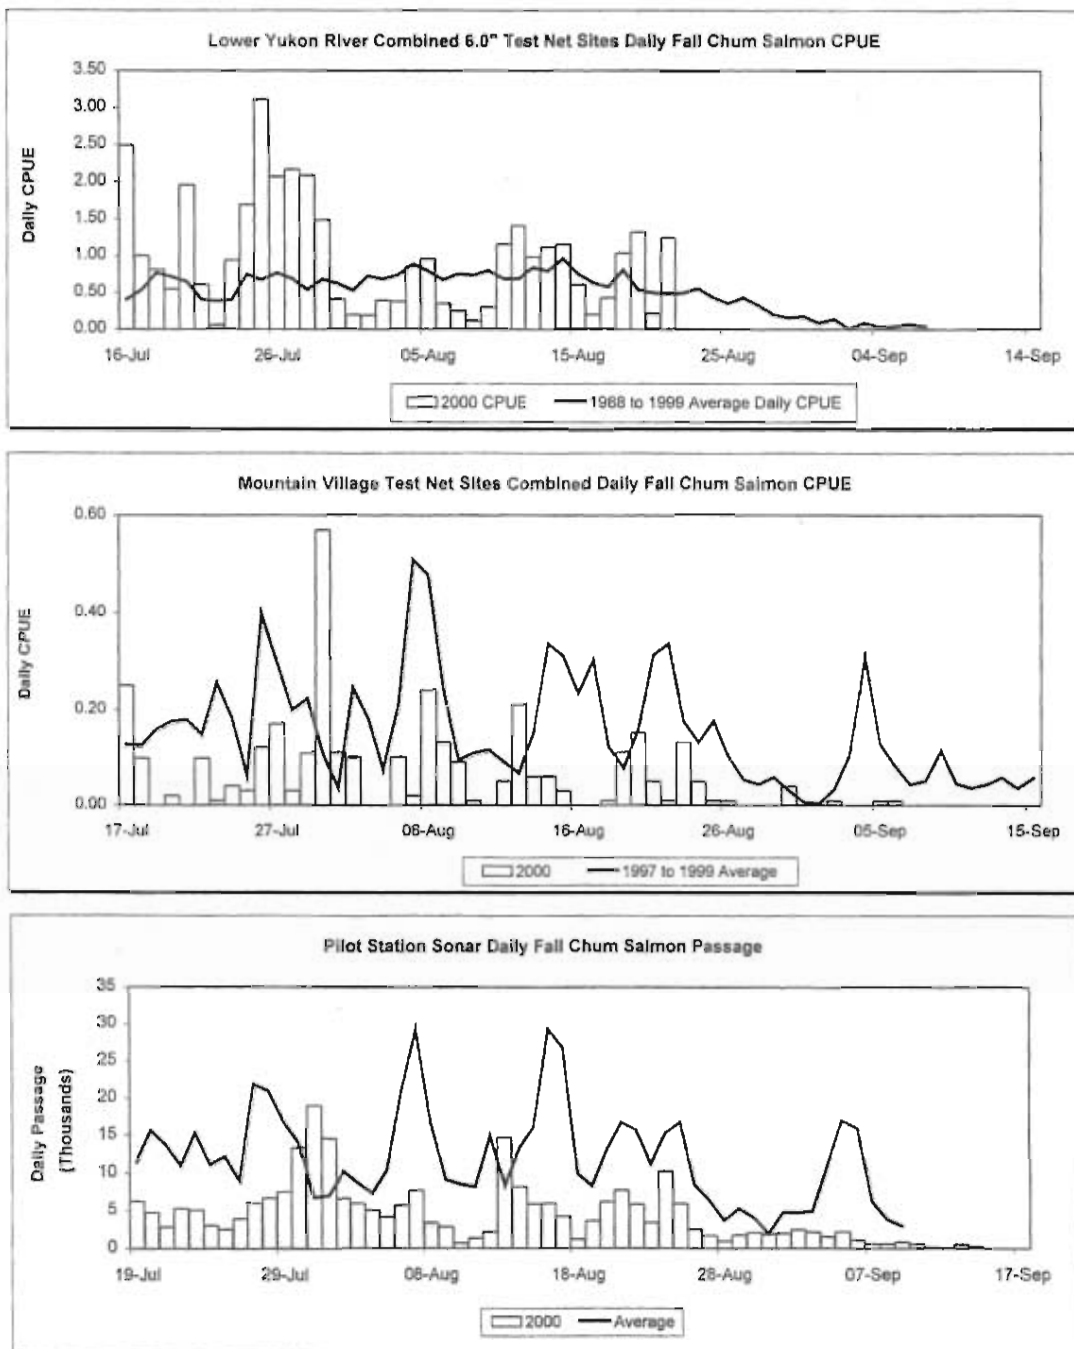 Lower Yukon River Combined 6.0" Test Net Sites Daily Fall Chum Salmon CPUE
Daily CPUE
3.50
3.00
2.50
2.00
1.50
1.00
0.50
0.00
16-Jul 26-Jul 05-Aug 15-Aug 25-Aug 04-Sep 14-Sep
2000 CPUE 1988 to 1999 Average Daily CPUE
Mountain Village Test Net Sites Combined Daily Fall Chum Salmon CPUE
Daily CPUE
0.60
0.40
0.20
0.00
17-Jul 27-Jul 06-Aug 16-Aug 26-Aug 05-Sep 15-Sep
2000 1997 to 1999 Average
Pilot Station Sonar Daily Fall Chum Salmon Passage
Daily Passage
(Thousands)
35
30
25
20
15
10
5
0
19-Jul 29-Jul 08-Aug 18-Aug 28-Aug 07-Sep 17-Sep
2000 Average